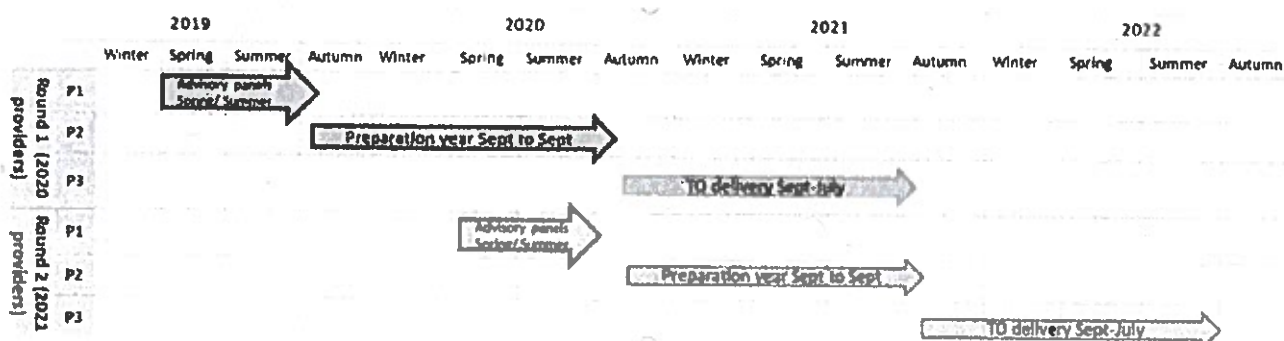 2019 2020 2021 2022
Winter Spring Summer Autumn Winter Spring Summer Autumn Winter Spring Summer Autumn Winter Spring Summer Autumn
Round 1 (2020
providers)
P1
Advisory panels
Spring/Summer
P2
Preparation year Sept to Sept
P3
TO delivery Sept-July
Round 2 (2021
providers)
P1
Advisory panels
Spring/Summer
P2
Preparation year Sept to Sept
P3
TO delivery Sept-July